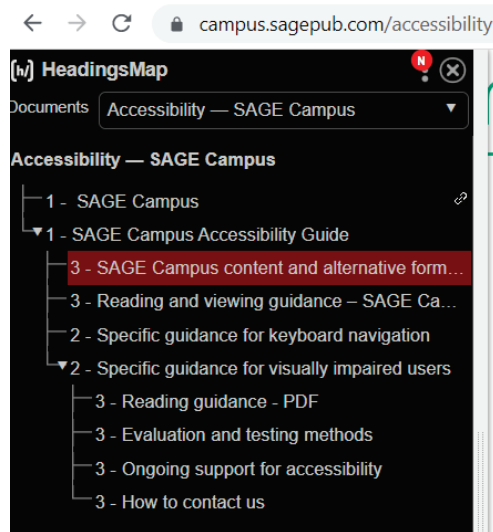 campus.sagepub.com/accessibility
[h/] HeadingsMap N
Documents Accessibility — SAGE Campus
Accessibility — SAGE Campus
1 - SAGE Campus
1 - SAGE Campus Accessibility Guide
3 - SAGE Campus content and alternative form...
3 - Reading and viewing guidance – SAGE Ca...
2 - Specific guidance for keyboard navigation
2 - Specific guidance for visually impaired users
3 - Reading guidance - PDF
3 - Evaluation and testing methods
3 - Ongoing support for accessibility
3 - How to contact us